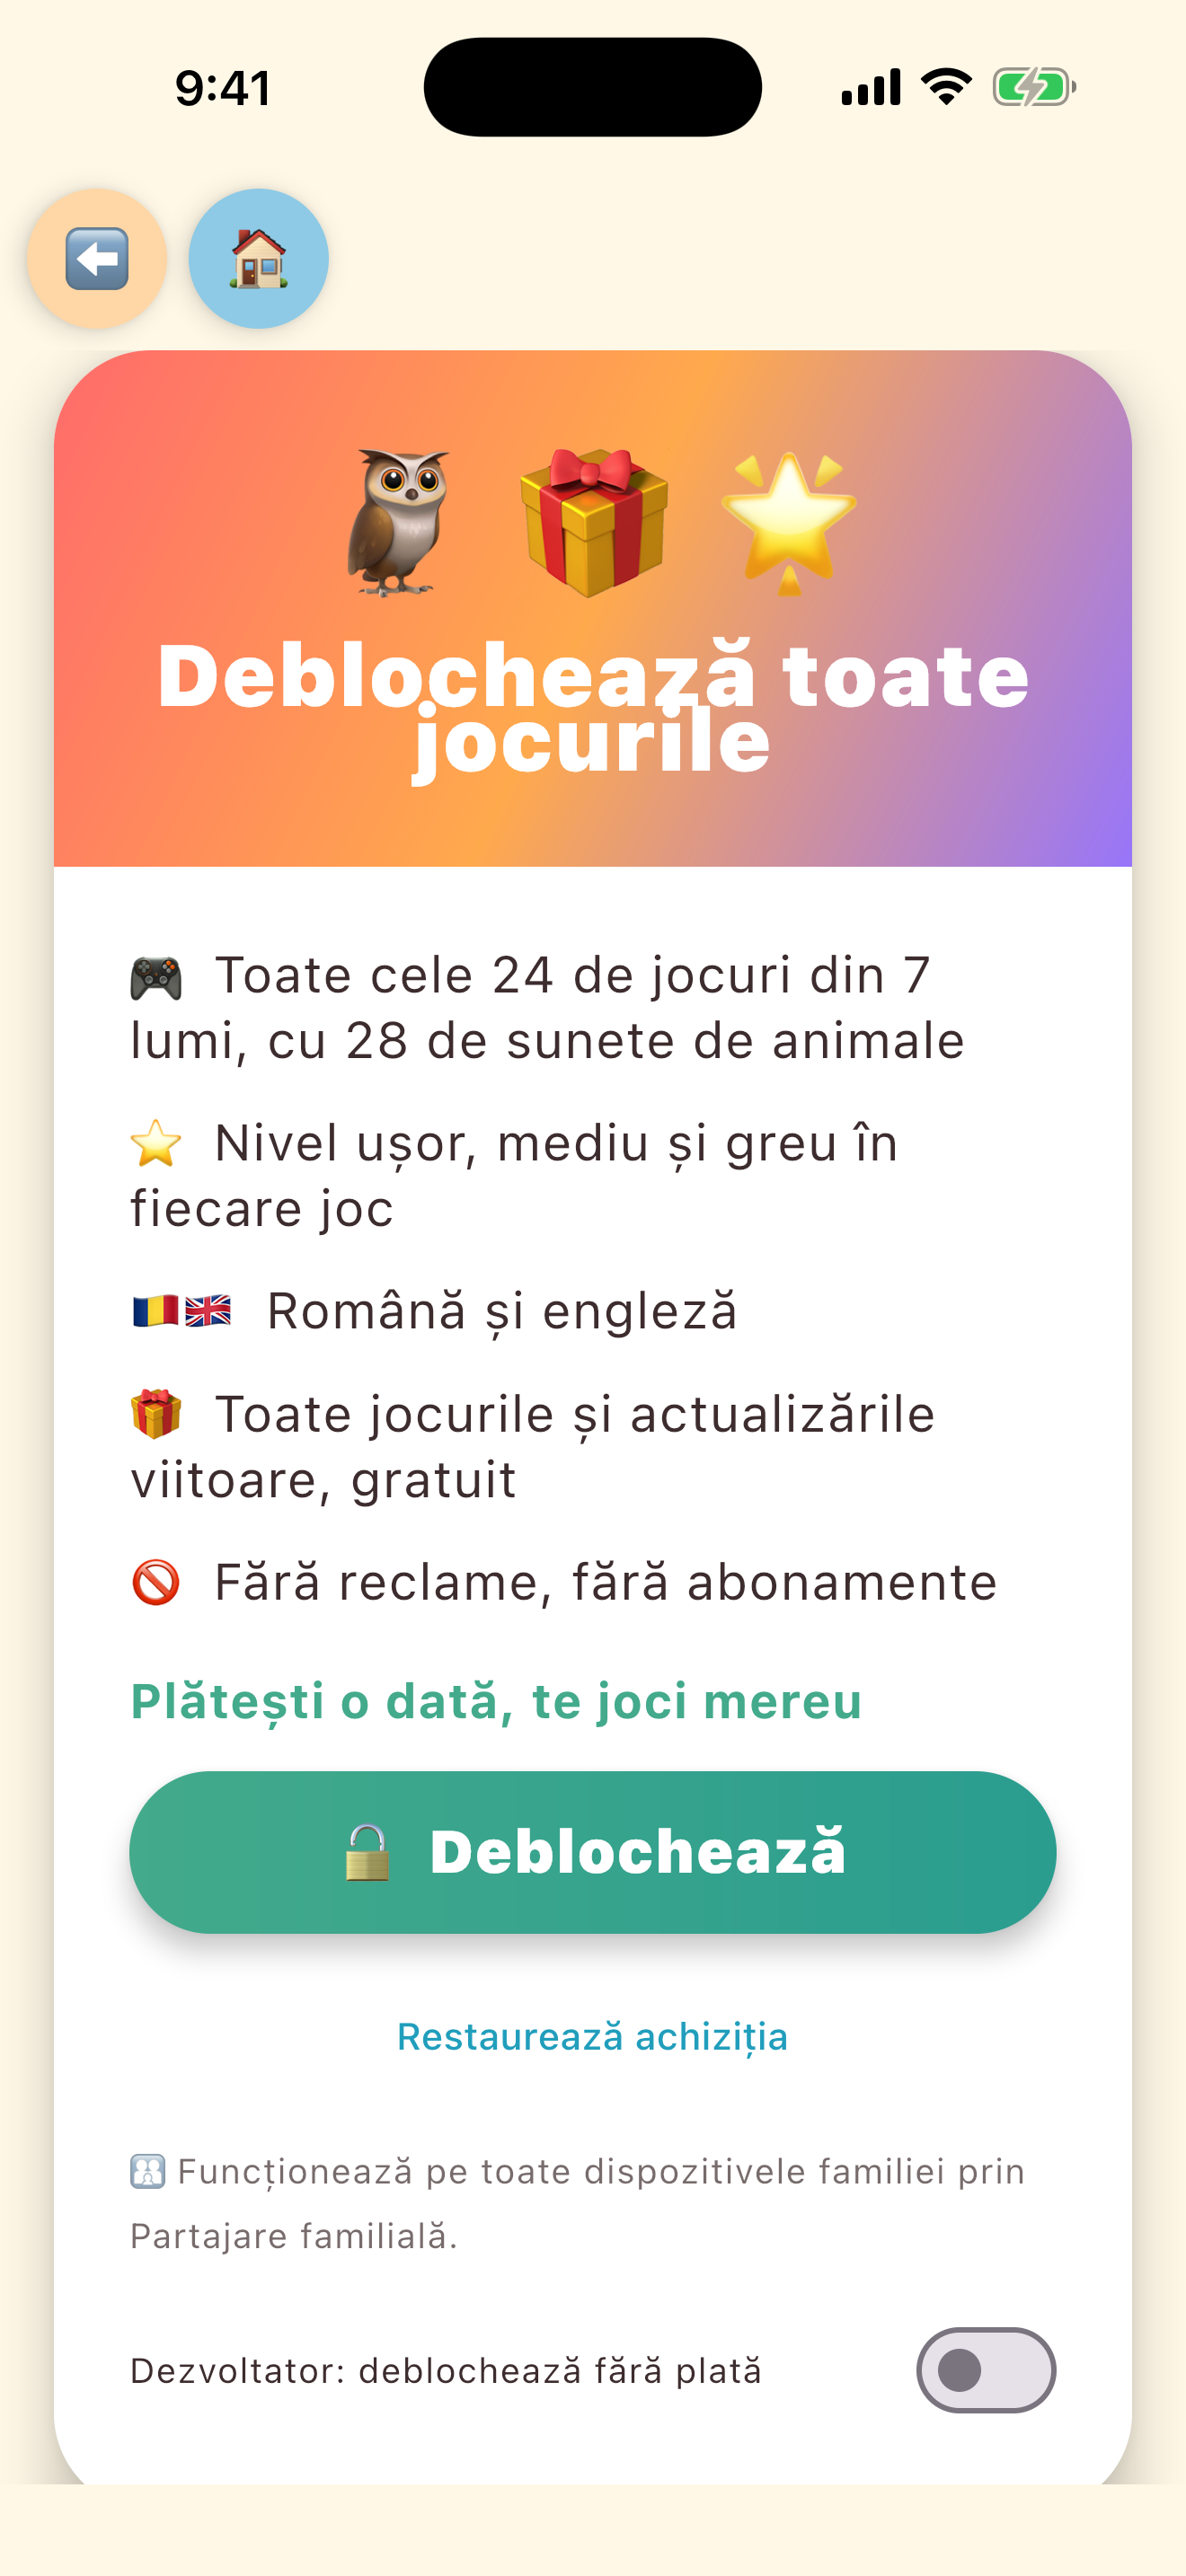 9:41
Deblochează toate
jocurile
Toate cele 24 de jocuri din 7
lumi, cu 28 de sunete de animale
Nivel ușor, mediu și greu în
fiecare joc
Română și engleză
Toate jocurile și actualizările
viitoare, gratuit
Fără reclame, fără abonamente
Plătești o dată, te joci mereu
Deblochează
Restaurează achiziția
Funcționează pe toate dispozitivele familiei prin
Partajare familială.
Dezvoltator: deblochează fără plată